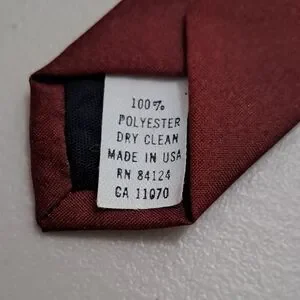 100%
POLYESTER
DRY CLEAN
MADE IN USA
RN 84124
CA 11070